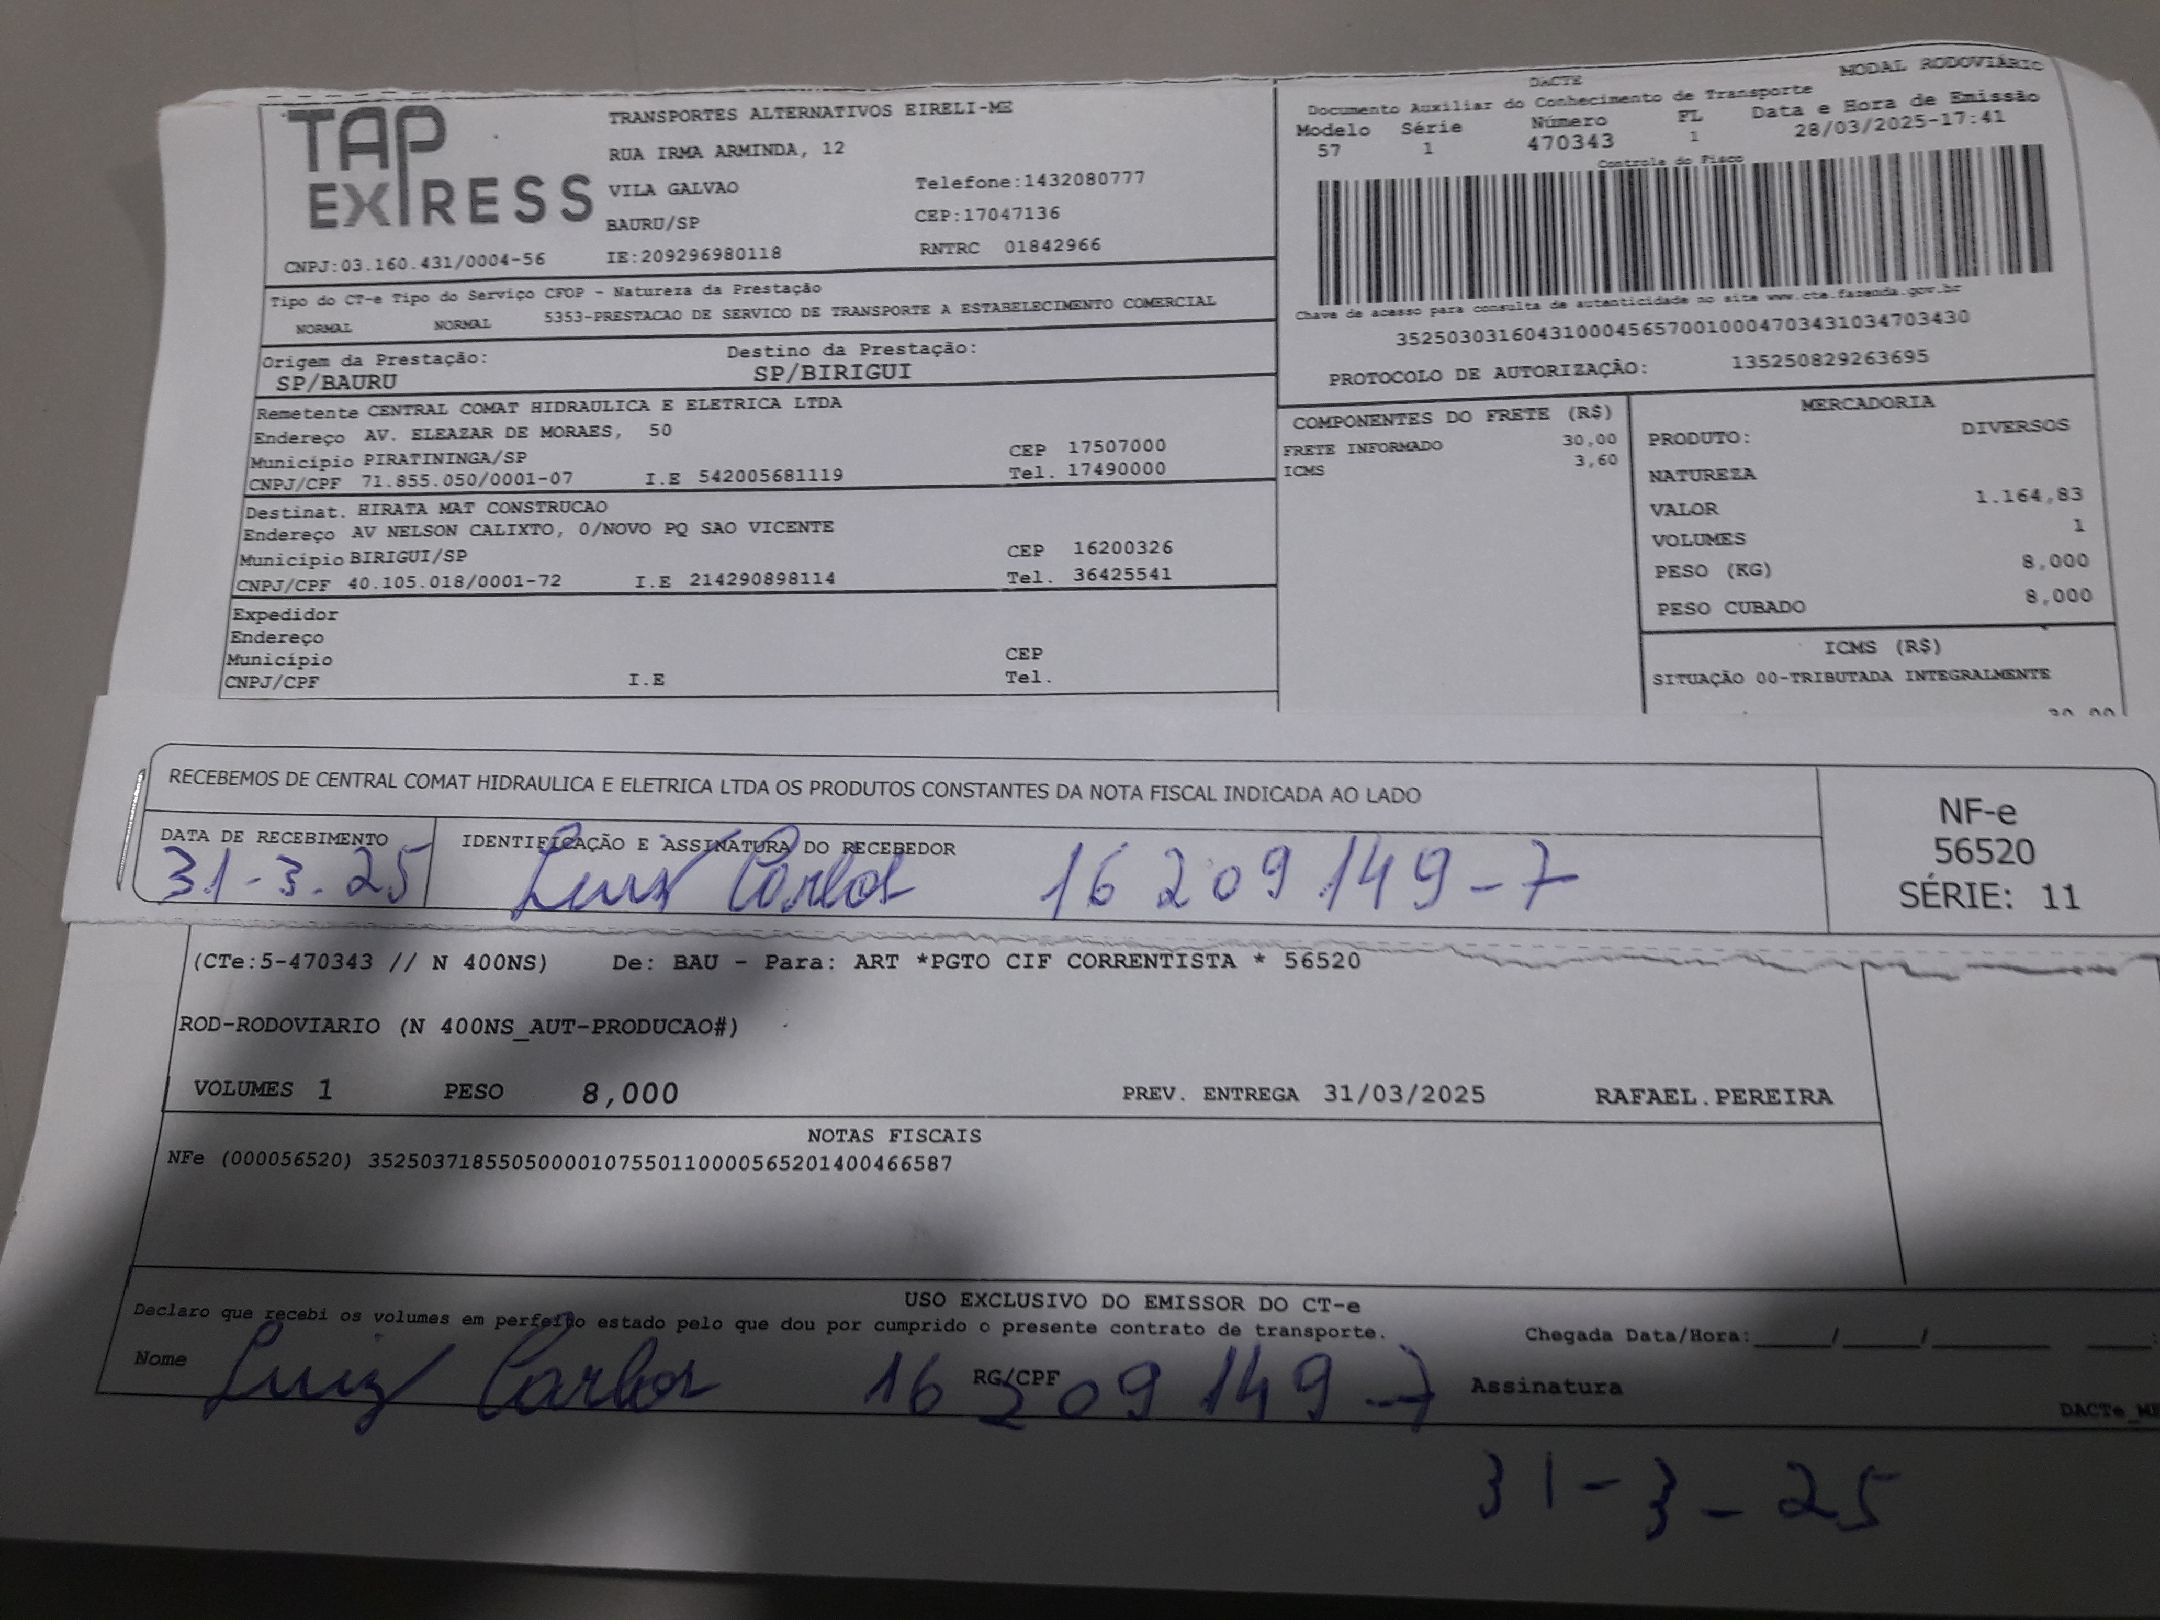 TAP EXPRESS
TRANSPORTES ALTERNATIVOS EIRELI-ME
RUA IRMA ARMINDA, 12
VILA GALVAO Telefone:1432080777
BAURU/SP CEP:17047136
CNPJ:03.160.431/0004-56 IE:209296980118 RNTRC 01842966
DACTE MODAL RODOVIÁRIO
Documento Auxiliar do Conhecimento de Transporte
Modelo Série Número FL Data e Hora de Emissão
57 1 470343 1 28/03/2025-17:41
Controle do Fisco
Chave de acesso para consulta de autenticidade no site www.cte.fazenda.gov.br
35250303160431000456570010004703431034703430
PROTOCOLO DE AUTORIZAÇÃO: 135250829263695
Tipo do CT-e Tipo do Serviço CFOP - Natureza da Prestação
NORMAL NORMAL 5353-PRESTACAO DE SERVICO DE TRANSPORTE A ESTABELECIMENTO COMERCIAL
Origem da Prestação: Destino da Prestação:
SP/BAURU SP/BIRIGUI
Remetente CENTRAL COMAT HIDRAULICA E ELETRICA LTDA
Endereço AV. ELEAZAR DE MORAES, 50
Município PIRATININGA/SP CEP 17507000
CNPJ/CPF 71.855.050/0001-07 I.E 542005681119 Tel. 17490000
Destinat. HIRATA MAT CONSTRUCAO
Endereço AV NELSON CALIXTO, 0/NOVO PQ SAO VICENTE
Município BIRIGUI/SP CEP 16200326
CNPJ/CPF 40.105.018/0001-72 I.E 214290898114 Tel. 36425541
Expedidor
Endereço
Município CEP
CNPJ/CPF I.E Tel.
COMPONENTES DO FRETE (R$)
FRETE INFORMADO 30,00
ICMS 3,60
MERCADORIA
PRODUTO: DIVERSOS
NATUREZA
VALOR 1.164,83
VOLUMES 1
PESO (KG) 8,000
PESO CUBADO 8,000
ICMS (R$)
SITUAÇÃO 00-TRIBUTADA INTEGRALMENTE
RECEBEMOS DE CENTRAL COMAT HIDRAULICA E ELETRICA LTDA OS PRODUTOS CONSTANTES DA NOTA FISCAL INDICADA AO LADO
DATA DE RECEBIMENTO IDENTIFICAÇÃO E ASSINATURA DO RECEBEDOR
31-3-25 Luiz Carlos 16 209 149-7
NF-e
56520
SÉRIE: 11
(CTe:5-470343 // N 400NS) De: BAU - Para: ART *PGTO CIF CORRENTISTA * 56520
ROD-RODOVIARIO (N 400NS_AUT-PRODUCAO#)
VOLUMES 1 PESO 8,000 PREV. ENTREGA 31/03/2025 RAFAEL.PEREIRA
NOTAS FISCAIS
NFe (000056520) 35250371855050000107550110000565201400466587
USO EXCLUSIVO DO EMISSOR DO CT-e
Declaro que recebi os volumes em perfeito estado pelo que dou por cumprido o presente contrato de transporte. Chegada Data/Hora:_____/_____/________ ____:
Nome Luiz Carlos RG/CPF 16 209 149-7 Assinatura
31-3-25